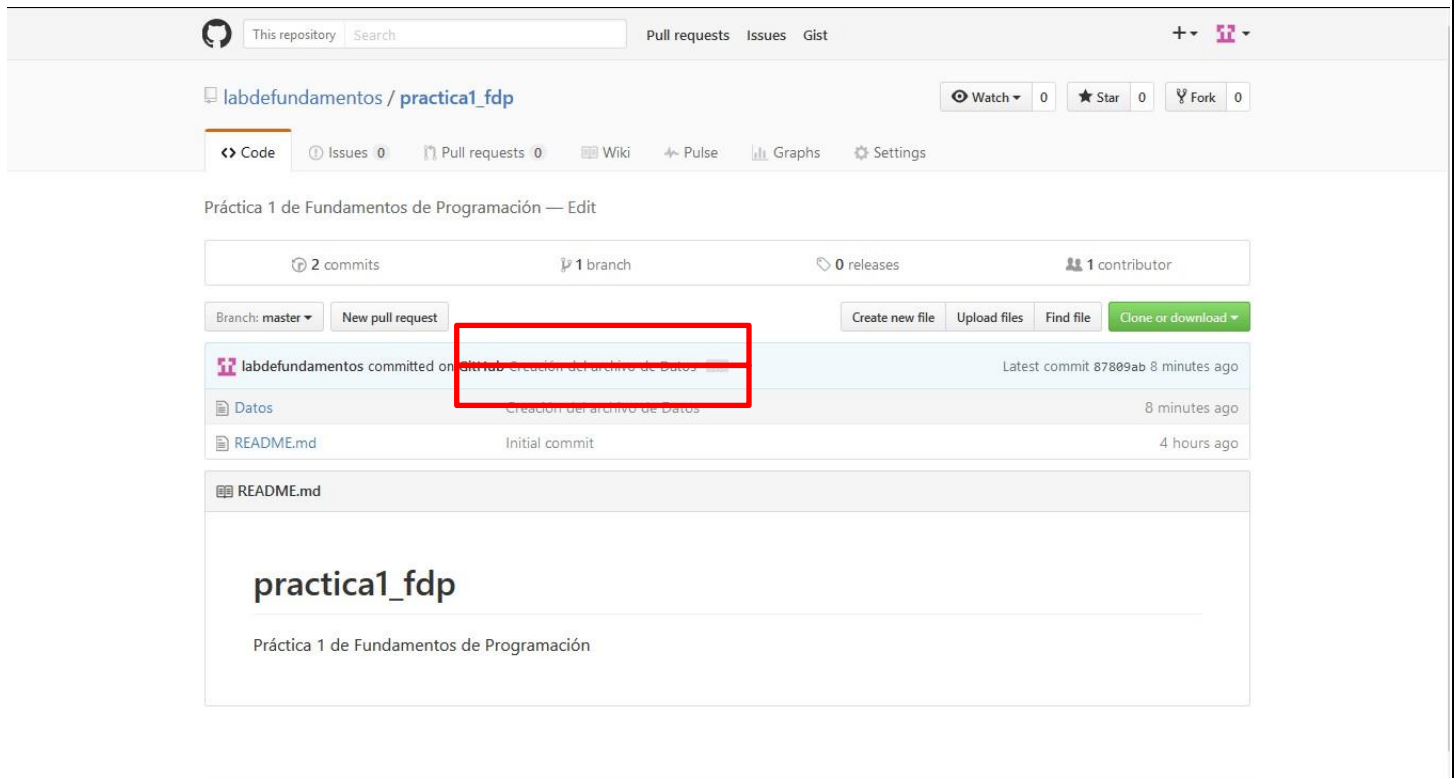 This repository Search Pull requests Issues Gist
labdefundamentos / practica1_fdp Watch 0 Star 0 Fork 0
Code Issues 0 Pull requests 0 Wiki Pulse Graphs Settings
Práctica 1 de Fundamentos de Programación — Edit
2 commits 1 branch 0 releases 1 contributor
Branch: master New pull request Create new file Upload files Find file Clone or download
labdefundamentos committed on GitHub Creación del archivo de Datos Latest commit 87809ab 8 minutes ago
Datos Creación del archivo de Datos 8 minutes ago
README.md Initial commit 4 hours ago
README.md
practica1_fdp
Práctica 1 de Fundamentos de Programación